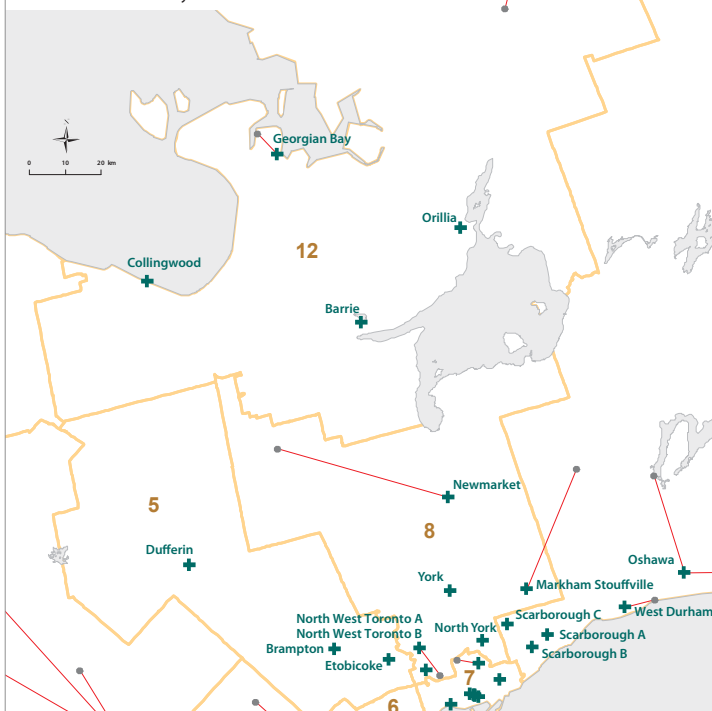 N
0 10 20 km
Georgian Bay
Orillia
12
Collingwood
Barrie
Newmarket
5
8
Dufferin
Oshawa
York
Markham Stouffville
West Durham
Scarborough C
North West Toronto A
North York
Scarborough A
North West Toronto B
Brampton
Scarborough B
Etobicoke
7
6